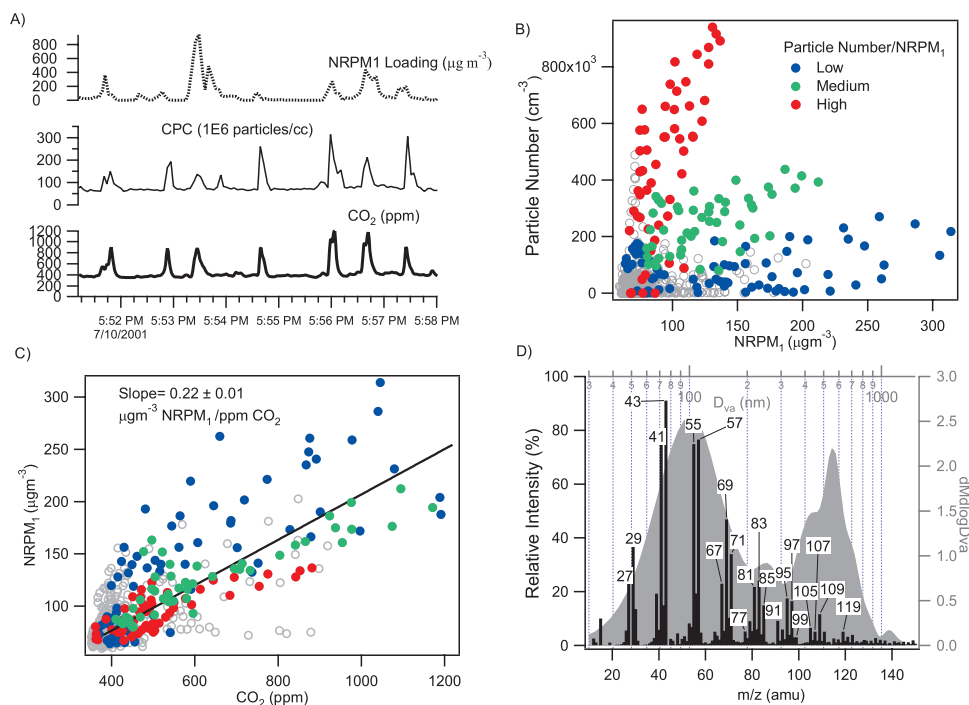 A)
800
600
400
200
0
NRPM1 Loading (µg m-3)
300
200
100
0
CPC (1E6 particles/cc)
1200
1000
800
600
400
200
0
CO2 (ppm)
5:52 PM 5:53 PM 5:54 PM 5:55 PM 5:56 PM 5:57 PM 5:58 PM
7/10/2001
B)
Particle Number/NRPM1
Low
Medium
High
800x10³
600
400
200
0
Particle Number (cm-3)
100 150 200 250 300
NRPM1 (µgm-3)
C)
Slope= 0.22 ± 0.01
µgm-3 NRPM1 /ppm CO2
300
250
200
150
100
NRPM1 (µgm-3)
400 600 800 1000 1200
CO2 (ppm)
D)
3 4 5 6 7 8 9 2 3 4 5 6 7 8 9
100 1000
Dva (nm)
100
80
60
40
20
0
Relative Intensity (%)
3.0
2.5
2.0
1.5
1.0
0.5
0.0
dMdlogDva
43
41
55
57
29
27
69
67
71
83
81
77
85
91
95
97
99
105
107
109
119
20 40 60 80 100 120 140
m/z (amu)